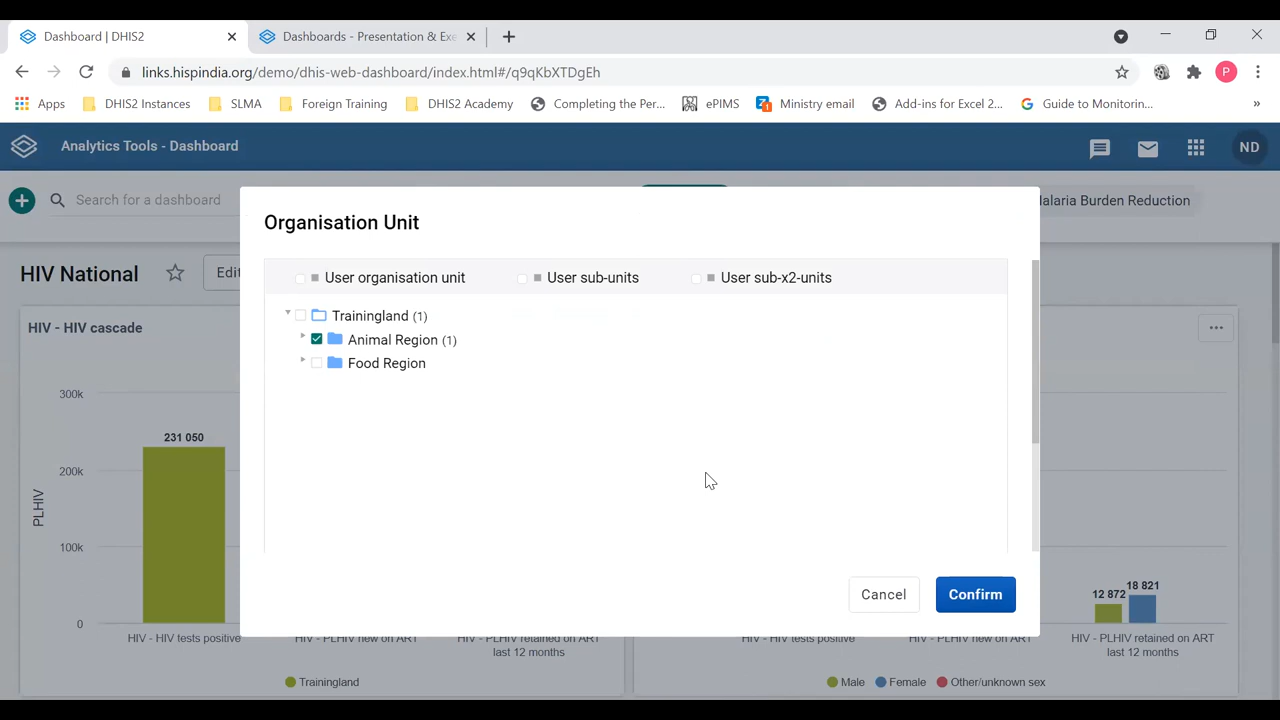 Dashboard | DHIS2
Dashboards - Presentation & Exe
links.hispindia.org/demo/dhis-web-dashboard/index.html#/q9qKbXTDgEh
P
Apps
DHIS2 Instances
SLMA
Foreign Training
DHIS2 Academy
Completing the Per...
ePIMS
Ministry email
Add-ins for Excel 2...
Guide to Monitorin...
»
Analytics Tools - Dashboard
ND
Search for a dashboard
Malaria Burden Reduction
HIV National
Edit
Organisation Unit
User organisation unit
User sub-units
User sub-x2-units
Trainingland (1)
Animal Region (1)
Food Region
Cancel
Confirm
HIV - HIV cascade
300k
200k
100k
0
PLHIV
231 050
12 872
18 821
HIV - HIV tests positive
HIV - PLHIV new on ART
HIV - PLHIV retained on ART
last 12 months
HIV - HIV tests positive
HIV - PLHIV new on ART
HIV - PLHIV retained on ART
last 12 months
Trainingland
Male
Female
Other/unknown sex